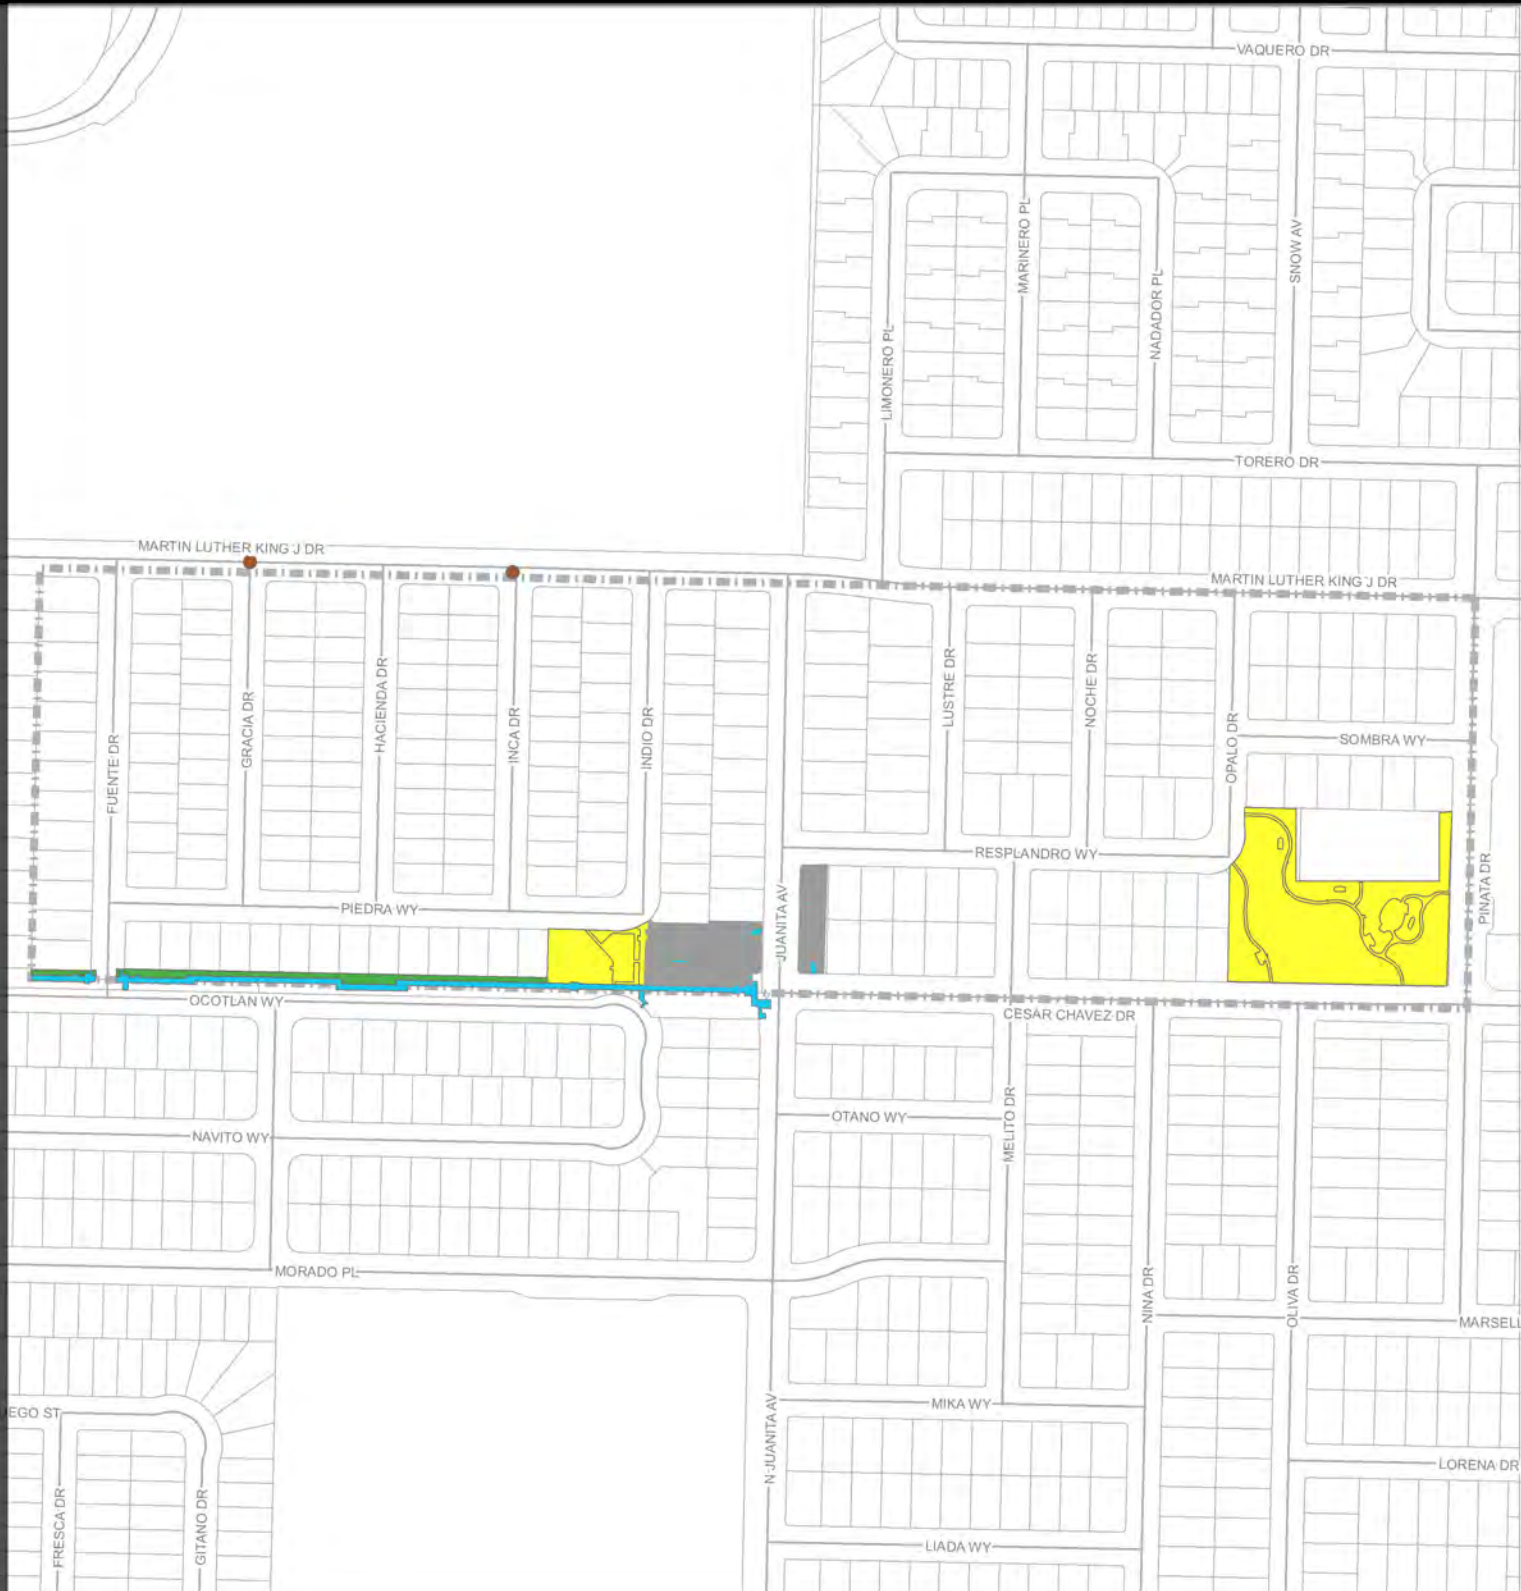 VAQUERO DR
MARINERO PL
SNOW AV
NADADOR PL
LIMONERO PL
TORERO DR
MARTIN LUTHER KING J DR
MARTIN LUTHER KING J DR
FUENTE DR
GRACIA DR
HACIENDA DR
INCA DR
INDIO DR
LUSTRE DR
NOCHE DR
OPALO DR
SOMBRA WY
RESPLANDRO WY
PINATA DR
PIEDRA WY
JUANITA AV
OCOTLAN WY
CESAR CHAVEZ DR
OTANO WY
MELITO DR
NAVITO WY
MORADO PL
NINA DR
OLIVA DR
MARSELL
MIKA WY
EGO ST
N JUANITA AV
LORENA DR
FRESCA DR
GITANO DR
LIADA WY